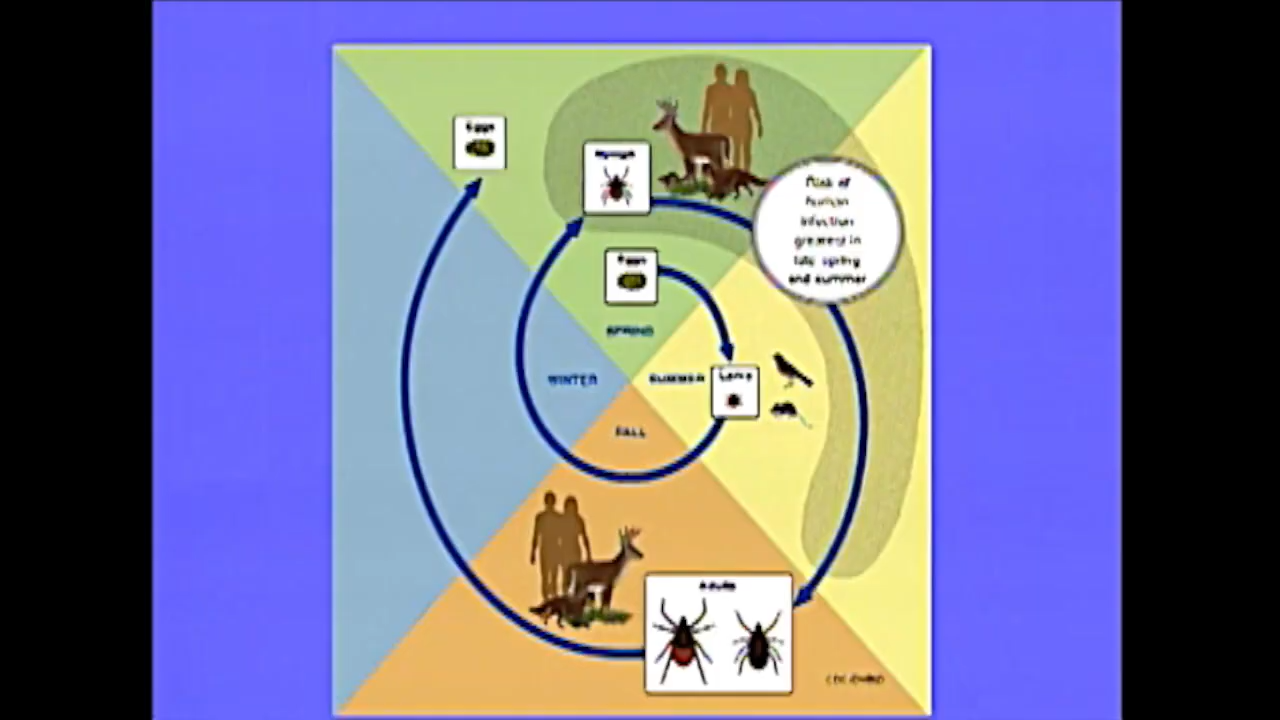 Eggs
Nymph
Risk of
human
infection
greatest in
late spring
and summer
Eggs
SPRING
WINTER
SUMMER
Larva
FALL
Adults